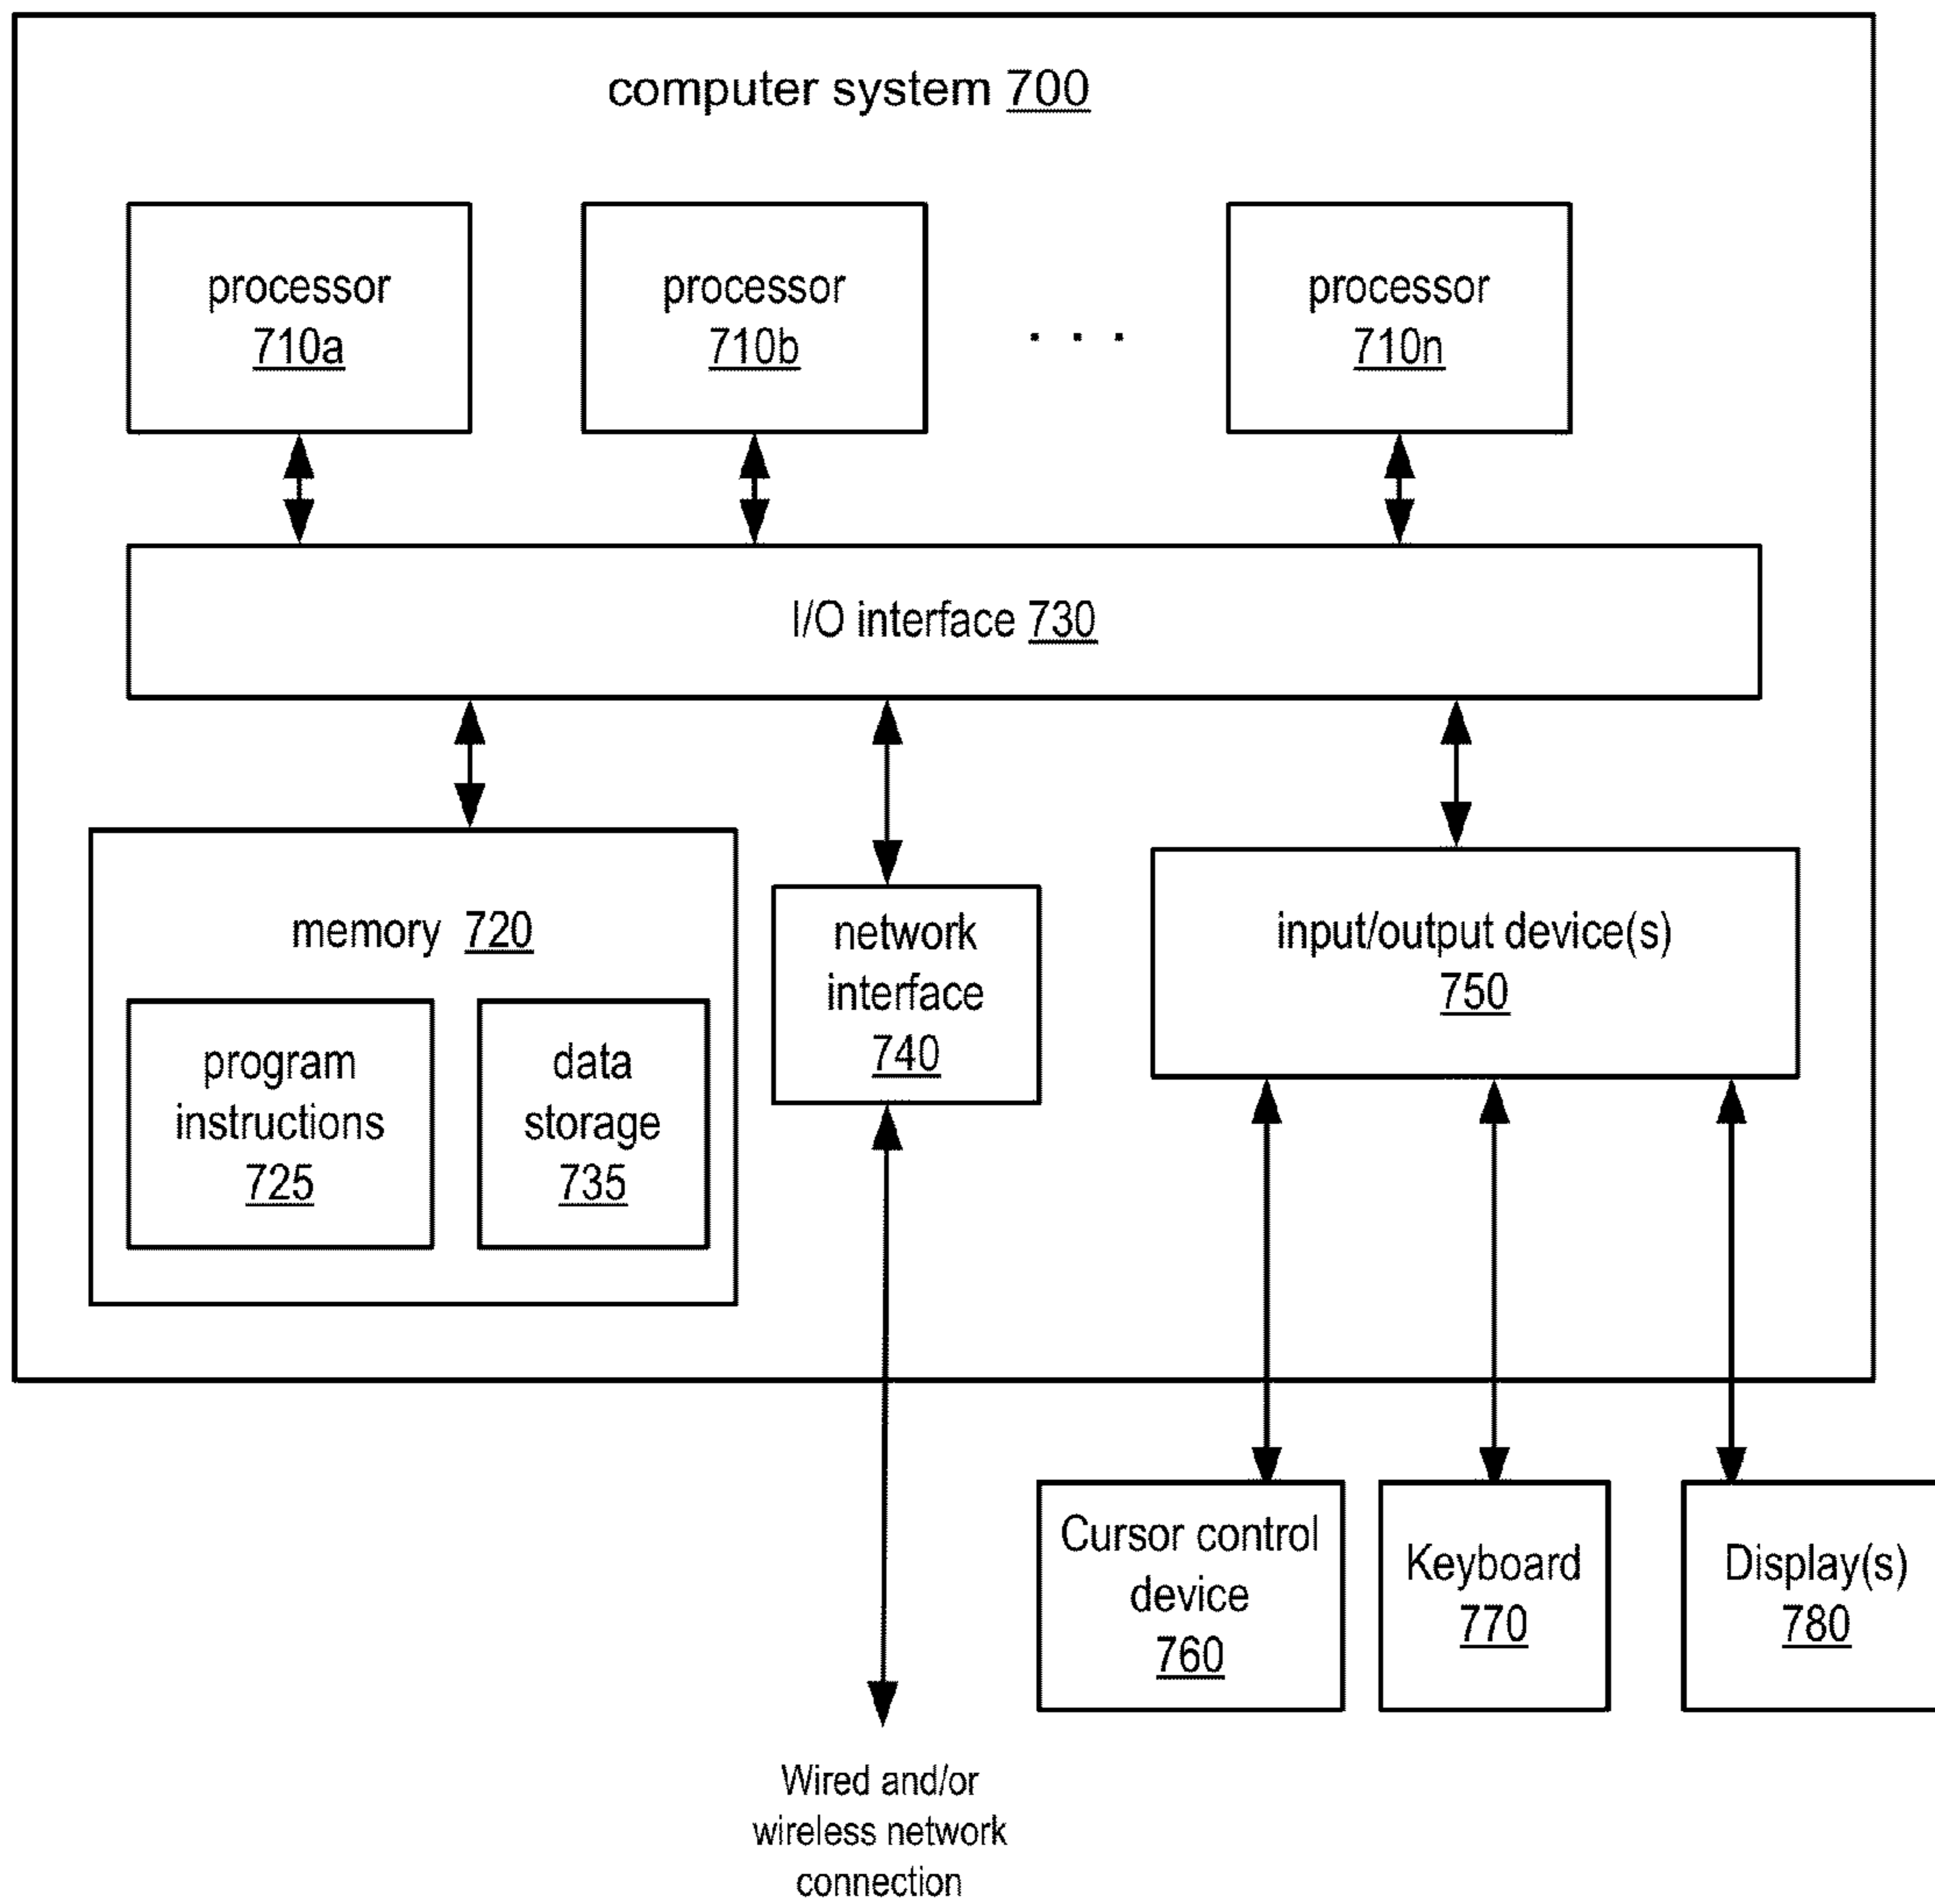 computer system 700
processor
710a
processor
710b
. . .
processor
710n
I/O interface 730
memory 720
program
instructions
725
data
storage
735
network
interface
740
input/output device(s)
750
Cursor control
device
760
Keyboard
770
Display(s)
780
Wired and/or
wireless network
connection